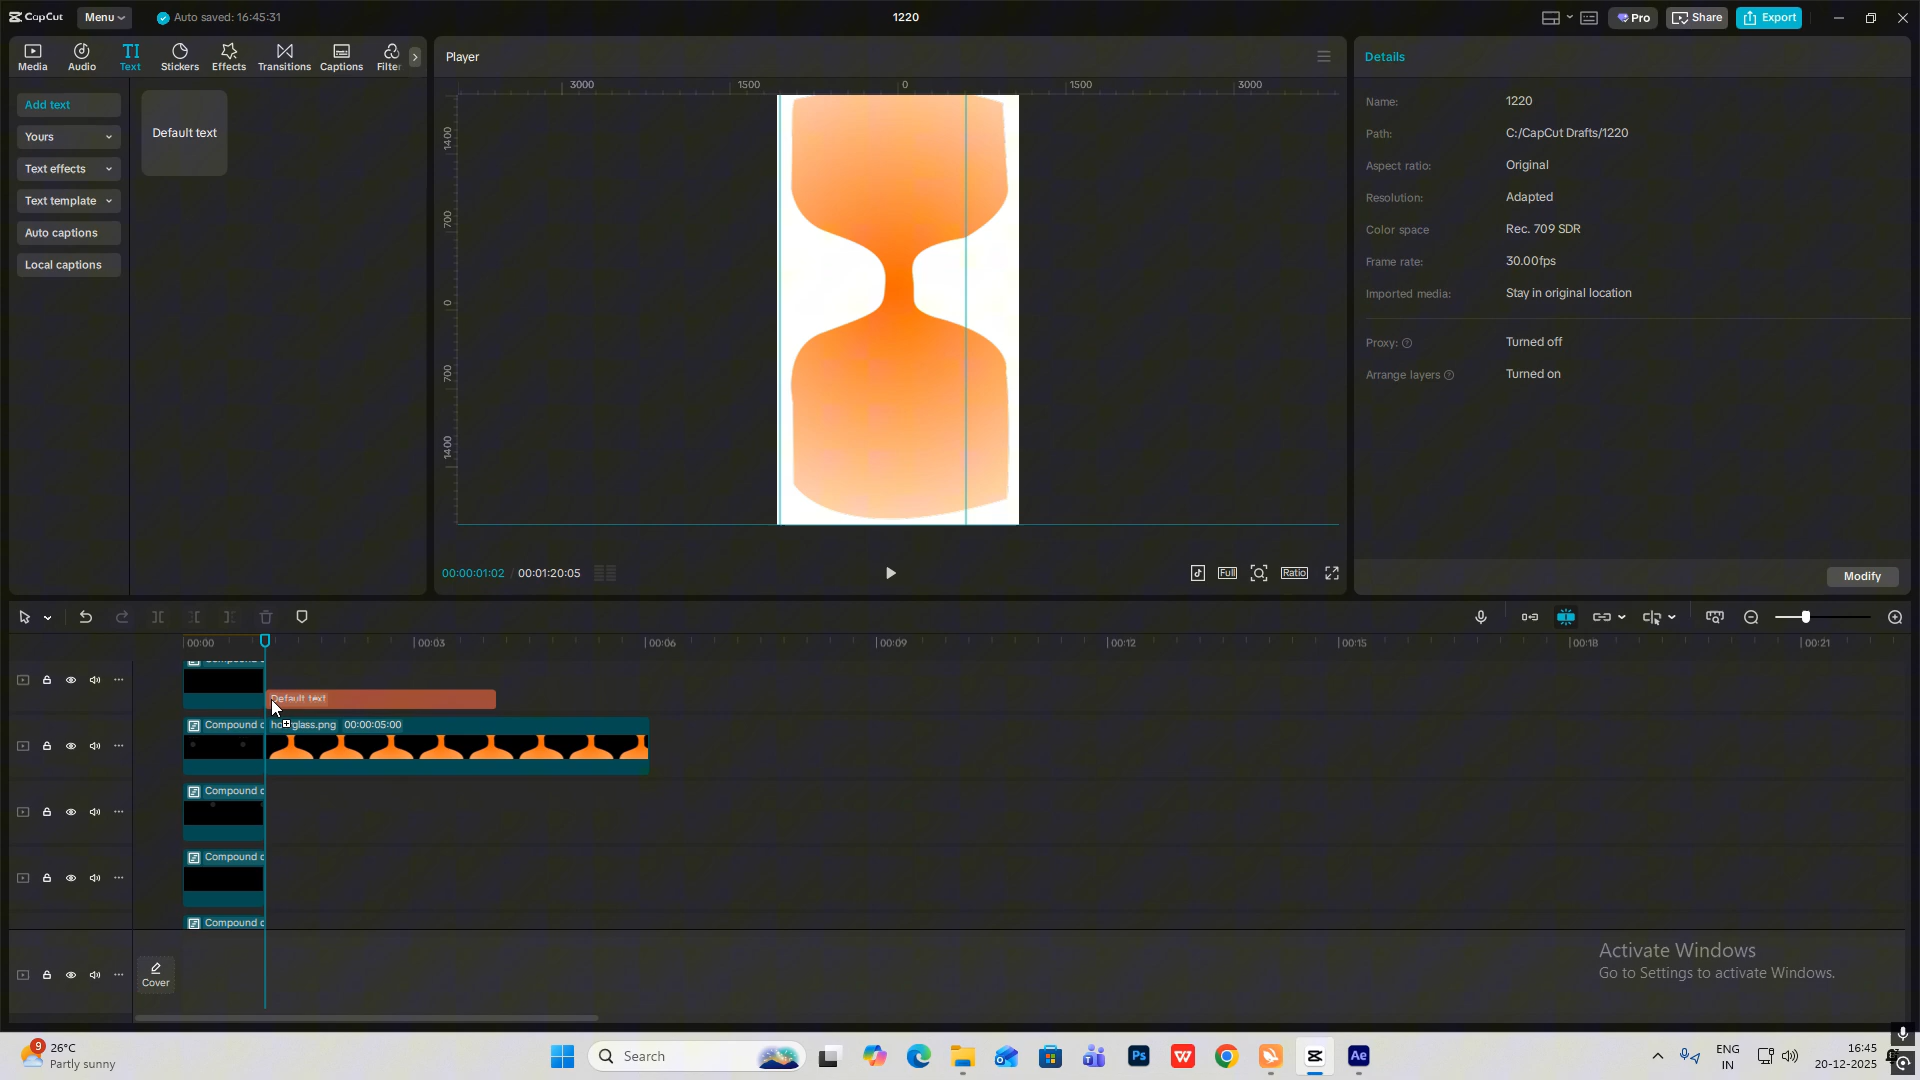 CapCut
Menu
Auto saved: 16:45:31
1220
Pro
Share
Export
Media
Audio
TI
Text
Stickers
Effects
Transitions
Captions
Filter
Add text
Yours
Text effects
Text template
Auto captions
Local captions
Default text
Player
3000
1500
0
1500
3000
1400
700
0
700
1400
00:00:01:02 / 00:01:20:05
Full
Ratio
Details
Name: 1220
Path: C:/CapCut Drafts/1220
Aspect ratio: Original
Resolution: Adapted
Color space Rec. 709 SDR
Frame rate: 30.00fps
Imported media: Stay in original location
Proxy: Turned off
Arrange layers Turned on
Modify
00:00
00:03
00:06
00:09
00:12
00:15
00:18
00:21
Compound c
Default text
Compound c
hourglass.png 00:00:05:00
Compound c
Compound c
Compound c
Cover
Activate Windows
Go to Settings to activate Windows.
9
26°C
Partly sunny
Search
Ps
W
Ae
ENG
IN
16:45
20-12-2025